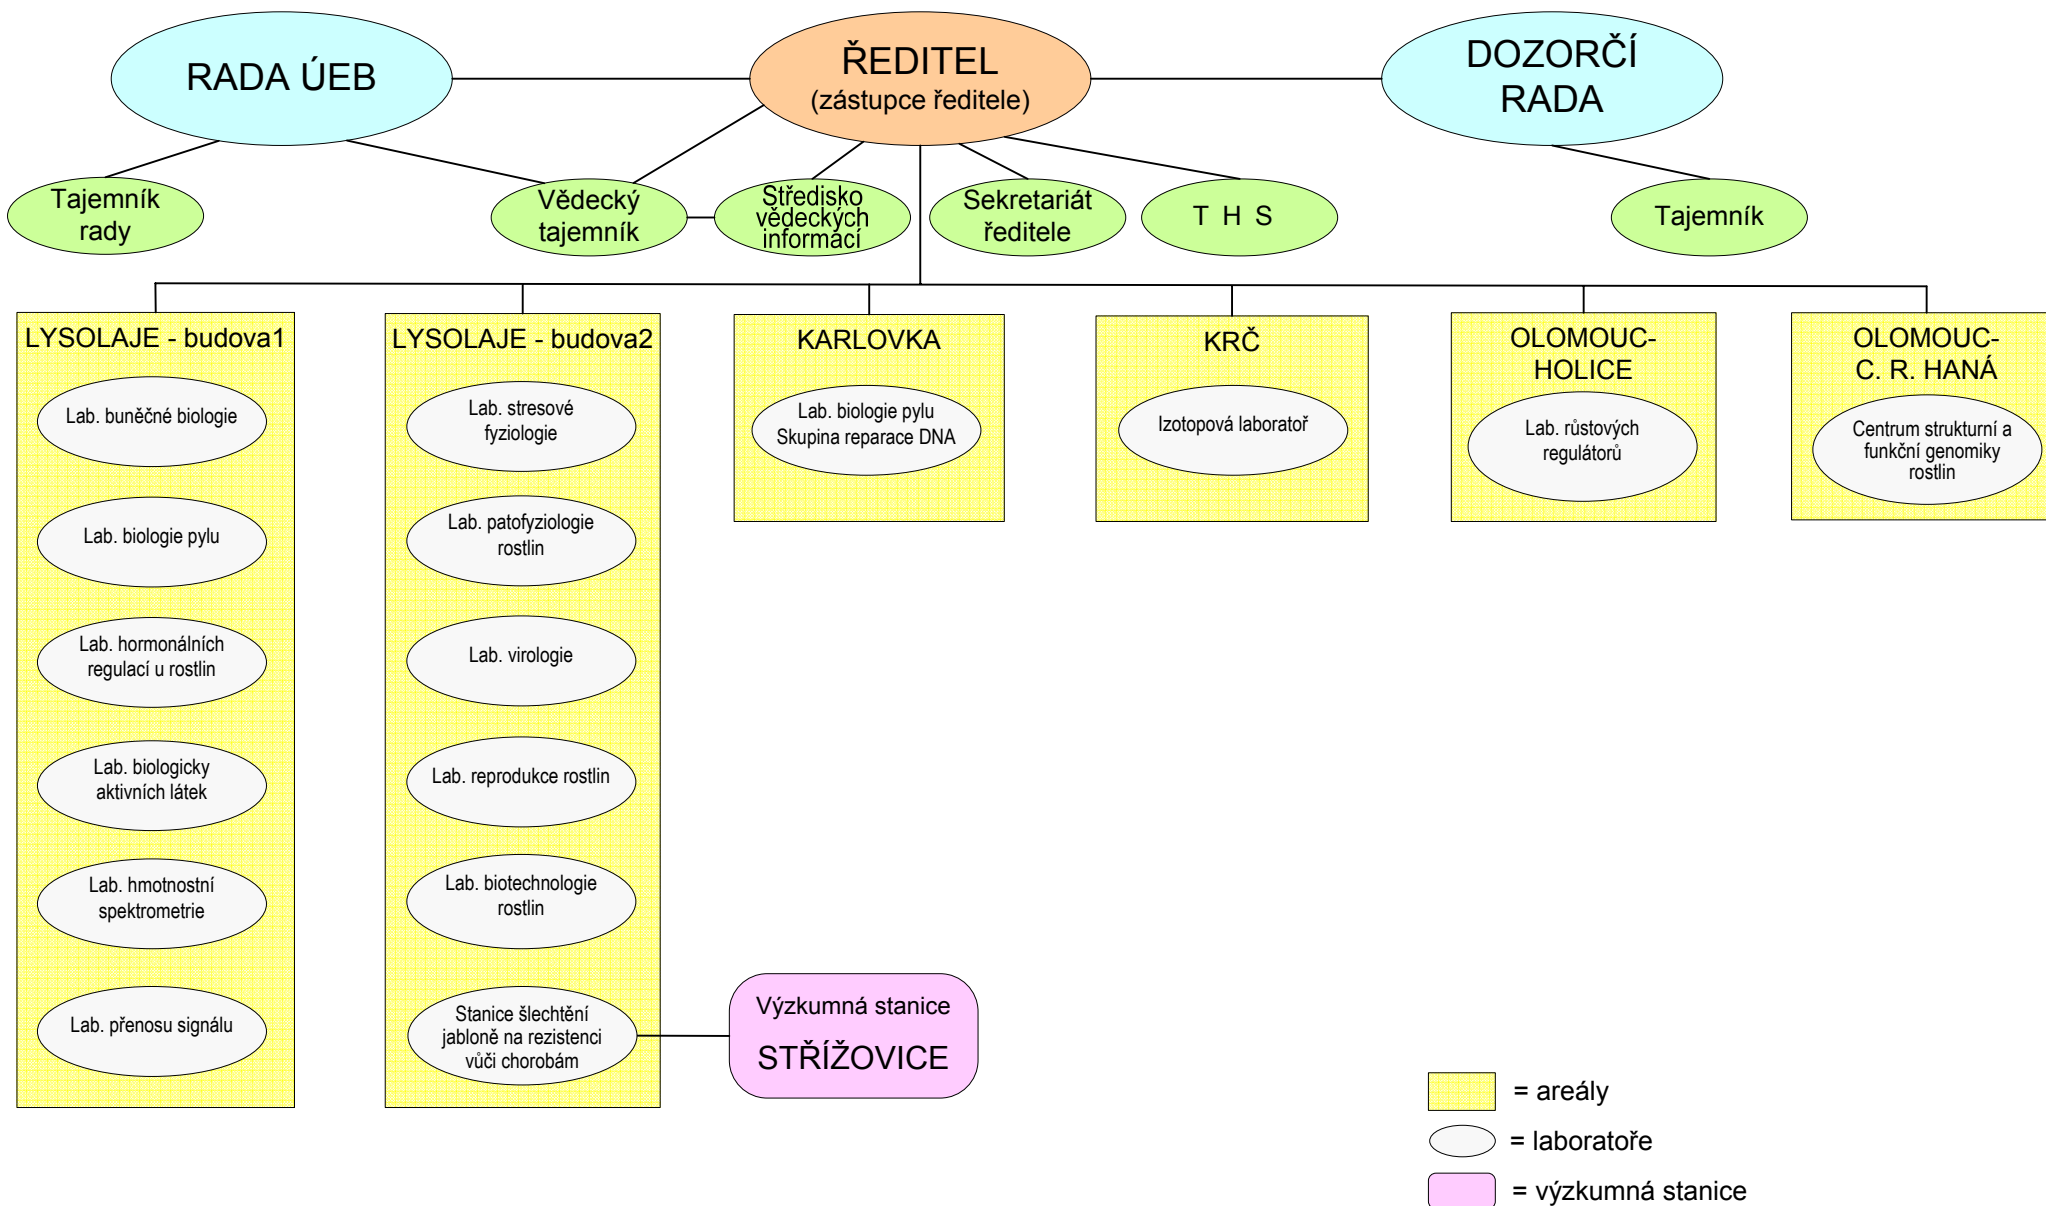 RADA ÚEB
ŘEDITEL
(zástupce ředitele)
DOZORČÍ
RADA
Tajemník
rady
Vědecký
tajemník
Středisko
vědeckých
informací
Sekretariát
ředitele
T H S
Tajemník
LYSOLAJE - budova1
Lab. buněčné biologie
Lab. biologie pylu
Lab. hormonálních
regulací u rostlin
Lab. biologicky
aktivních látek
Lab. hmotnostní
spektrometrie
Lab. přenosu signálu
LYSOLAJE - budova2
Lab. stresové
fyziologie
Lab. patofyziologie
rostlin
Lab. virologie
Lab. reprodukce rostlin
Lab. biotechnologie
rostlin
Stanice šlechtění
jabloně na rezistenci
vůči chorobám
Výzkumná stanice
STŘÍŽOVICE
KARLOVKA
Lab. biologie pylu
Skupina reparace DNA
KRČ
Izotopová laboratoř
OLOMOUC-
HOLICE
Lab. růstových
regulátorů
OLOMOUC-
C. R. HANÁ
Centrum strukturní a
funkční genomiky
rostlin
= areály
= laboratoře
= výzkumná stanice